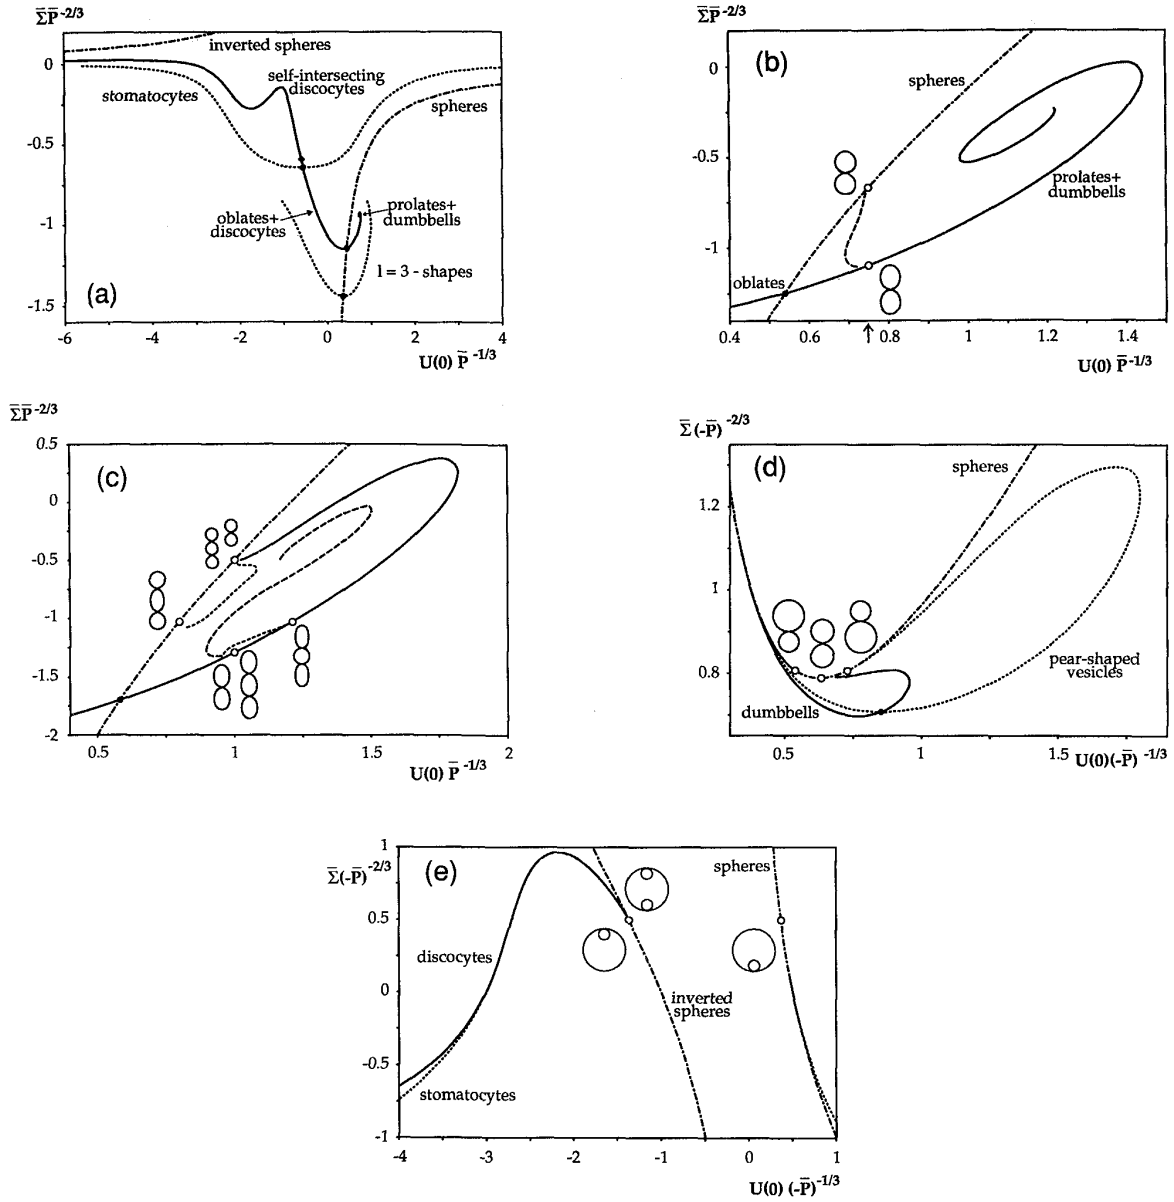 Σ̅P̅ -2/3
0
-0.5
-1
-1.5
-6
-4
-2
0
2
4
U(0) P̅ -1/3
(a)
inverted spheres
self-intersecting
discocytes
stomatocytes
spheres
oblates+
discocytes
prolates+
dumbbells
l = 3 - shapes
Σ̅P̅ -2/3
0
-0.5
-1
0.4
0.6
0.8
1
1.2
1.4
U(0) P̅ -1/3
(b)
spheres
prolates+
dumbbells
oblates
Σ̅P̅ -2/3
0.5
0
-0.5
-1
-1.5
-2
0.5
1
1.5
2
U(0) P̅ -1/3
(c)
Σ̅(-P̅) -2/3
1.2
1
0.8
0.5
1
1.5
U(0)(-P̅) -1/3
(d)
spheres
pear-shaped
vesicles
dumbbells
Σ̅(-P̅) -2/3
1
0.5
0
-0.5
-1
-4
-3
-2
-1
0
1
U(0) (-P̅) -1/3
(e)
spheres
discocytes
inverted
spheres
stomatocytes